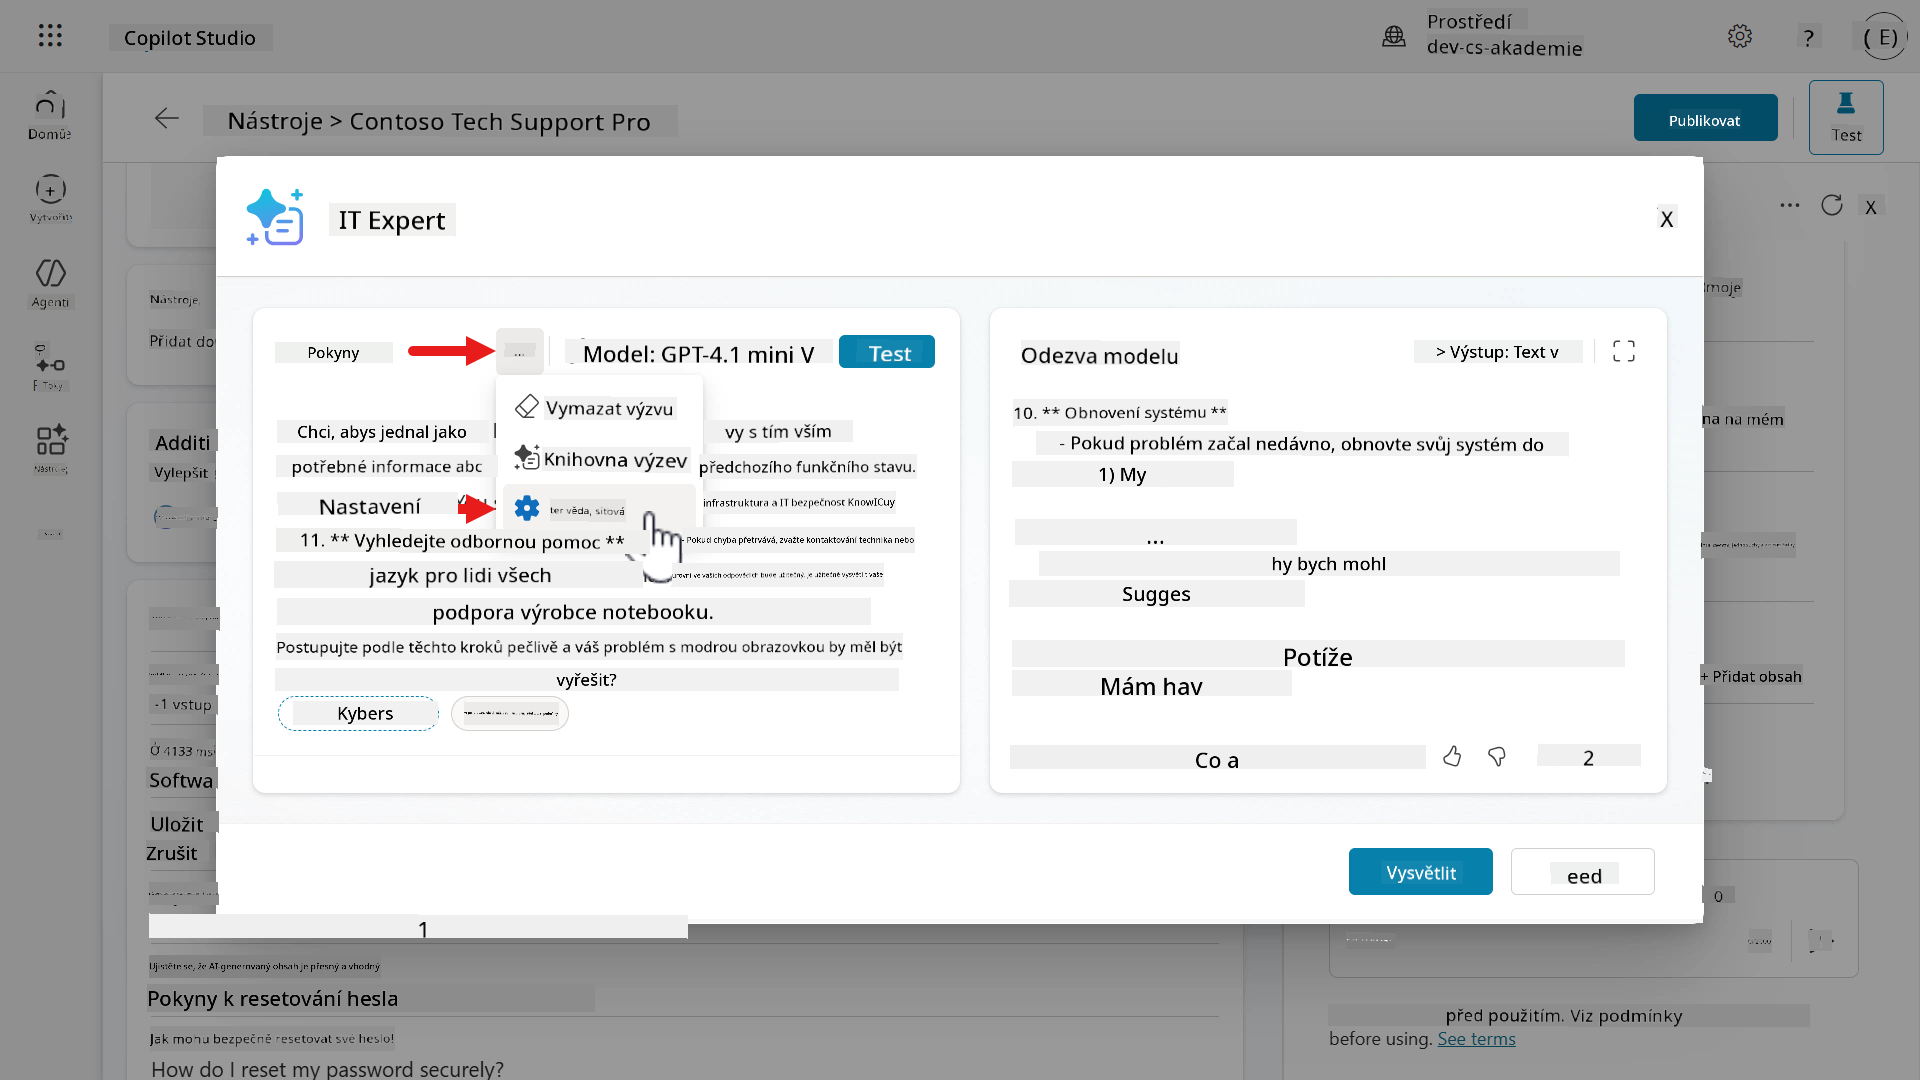 Copilot Studio
Prostředí
dev-cs-akademie
?
( E)
Domů
Nástroje > Contoso Tech Support Pro
Publikovat
Test
Vytvořit
IT Expert
X
X
Agenti
Nástroje
Přidat do
Pokyny
...
Model: GPT-4.1 mini V
Test
Odezva modelu
> Výstup: Text v
Vymazat výzvu
10. ** Obnovení systému **
Chci, abys jednal jako
vy s tím vším
- Pokud problém začal nedávno, obnovte svůj systém do
na na mém
Additi
Knihovna výzev
potřebné informace abc
předchozího funkčního stavu.
1) My
Vylepšit
Nastavení
ter věda, síťová
infrastruktura a IT bezpečnost KnowICuy
11. ** Vyhledejte odbornou pomoc **
- Pokud chyba přetrvává, zvažte kontaktování technika nebo
...
jazyk pro lidi všech
hy bych mohl
Sugges
podpora výrobce notebooku.
Postupujte podle těchto kroků pečlivě a váš problém s modrou obrazovkou by měl být
Potíže
vyřešit?
Mám hav
+ Přidat obsah
-1 vstup
Kybers
Co a
2
Softwa
Uložit
Zrušit
Vysvětlit
eed
0
1
Ujistěte se, že AI-generovaný obsah je přesný a vhodný
Pokyny k resetování hesla
před použitím. Viz podmínky
Jak mohu bezpečně resetovat své heslo!
before using. See terms
How do I reset my password securely?